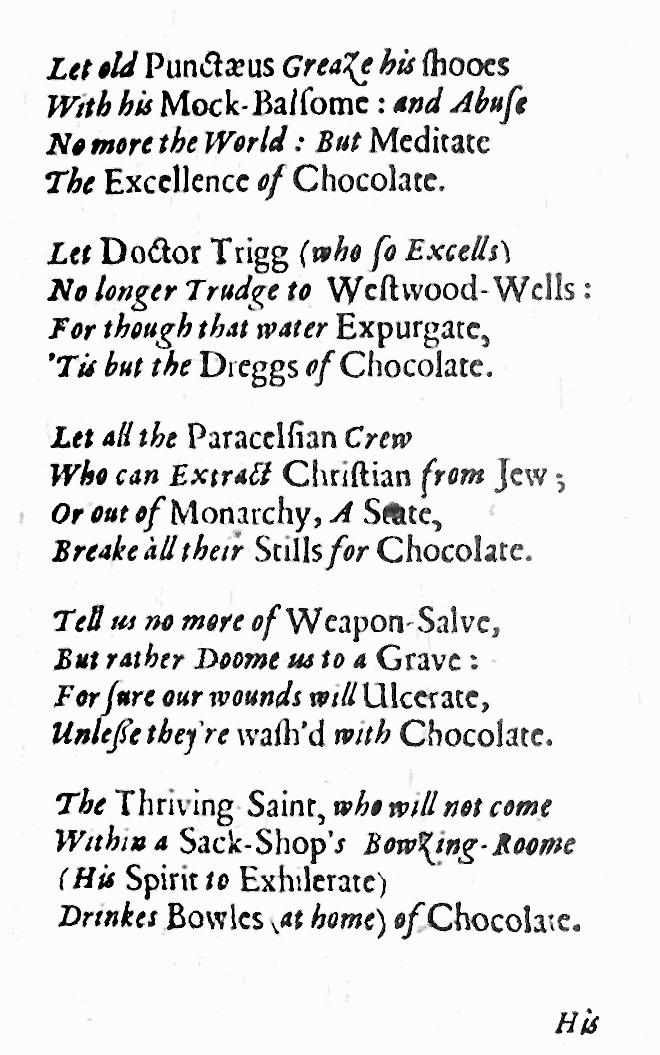 Let old Punctæus Greaze his ſhooes
With his Mock-Balſome : and Abuſe
No more the World : But Meditate
The Excellence of Chocolate.
Let Doctor Trigg (who ſo Excells)
No longer Trudge to Weſtwood-Wells :
For though that water Expurgate,
'Tis but the Dreggs of Chocolate.
Let all the Paracelſian Crew
Who can Extract Chriſtian from Jew ;
Or out of Monarchy, A State,
Breake all their Stills for Chocolate.
Tell us no more of Weapon-Salve,
But rather Doome us to a Grave :
For ſure our wounds will Ulcerate,
Unleſſe they're waſh'd with Chocolate.
The Thriving Saint, who will not come
Within a Sack-Shop's Bowzing-Roome
(His Spirit to Exhilerate)
Drinkes Bowles (at home) of Chocolate.
His